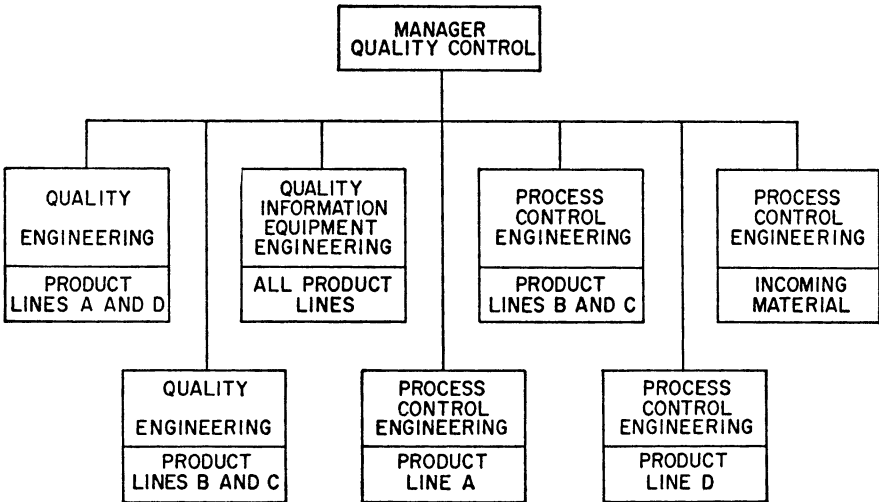 MANAGER
QUALITY CONTROL
QUALITY
ENGINEERING
PRODUCT
LINES A AND D
QUALITY
INFORMATION
EQUIPMENT
ENGINEERING
ALL PRODUCT
LINES
PROCESS
CONTROL
ENGINEERING
PRODUCT
LINES B AND C
PROCESS
CONTROL
ENGINEERING
INCOMING
MATERIAL
QUALITY
ENGINEERING
PRODUCT
LINES B AND C
PROCESS
CONTROL
ENGINEERING
PRODUCT
LINE A
PROCESS
CONTROL
ENGINEERING
PRODUCT
LINE D